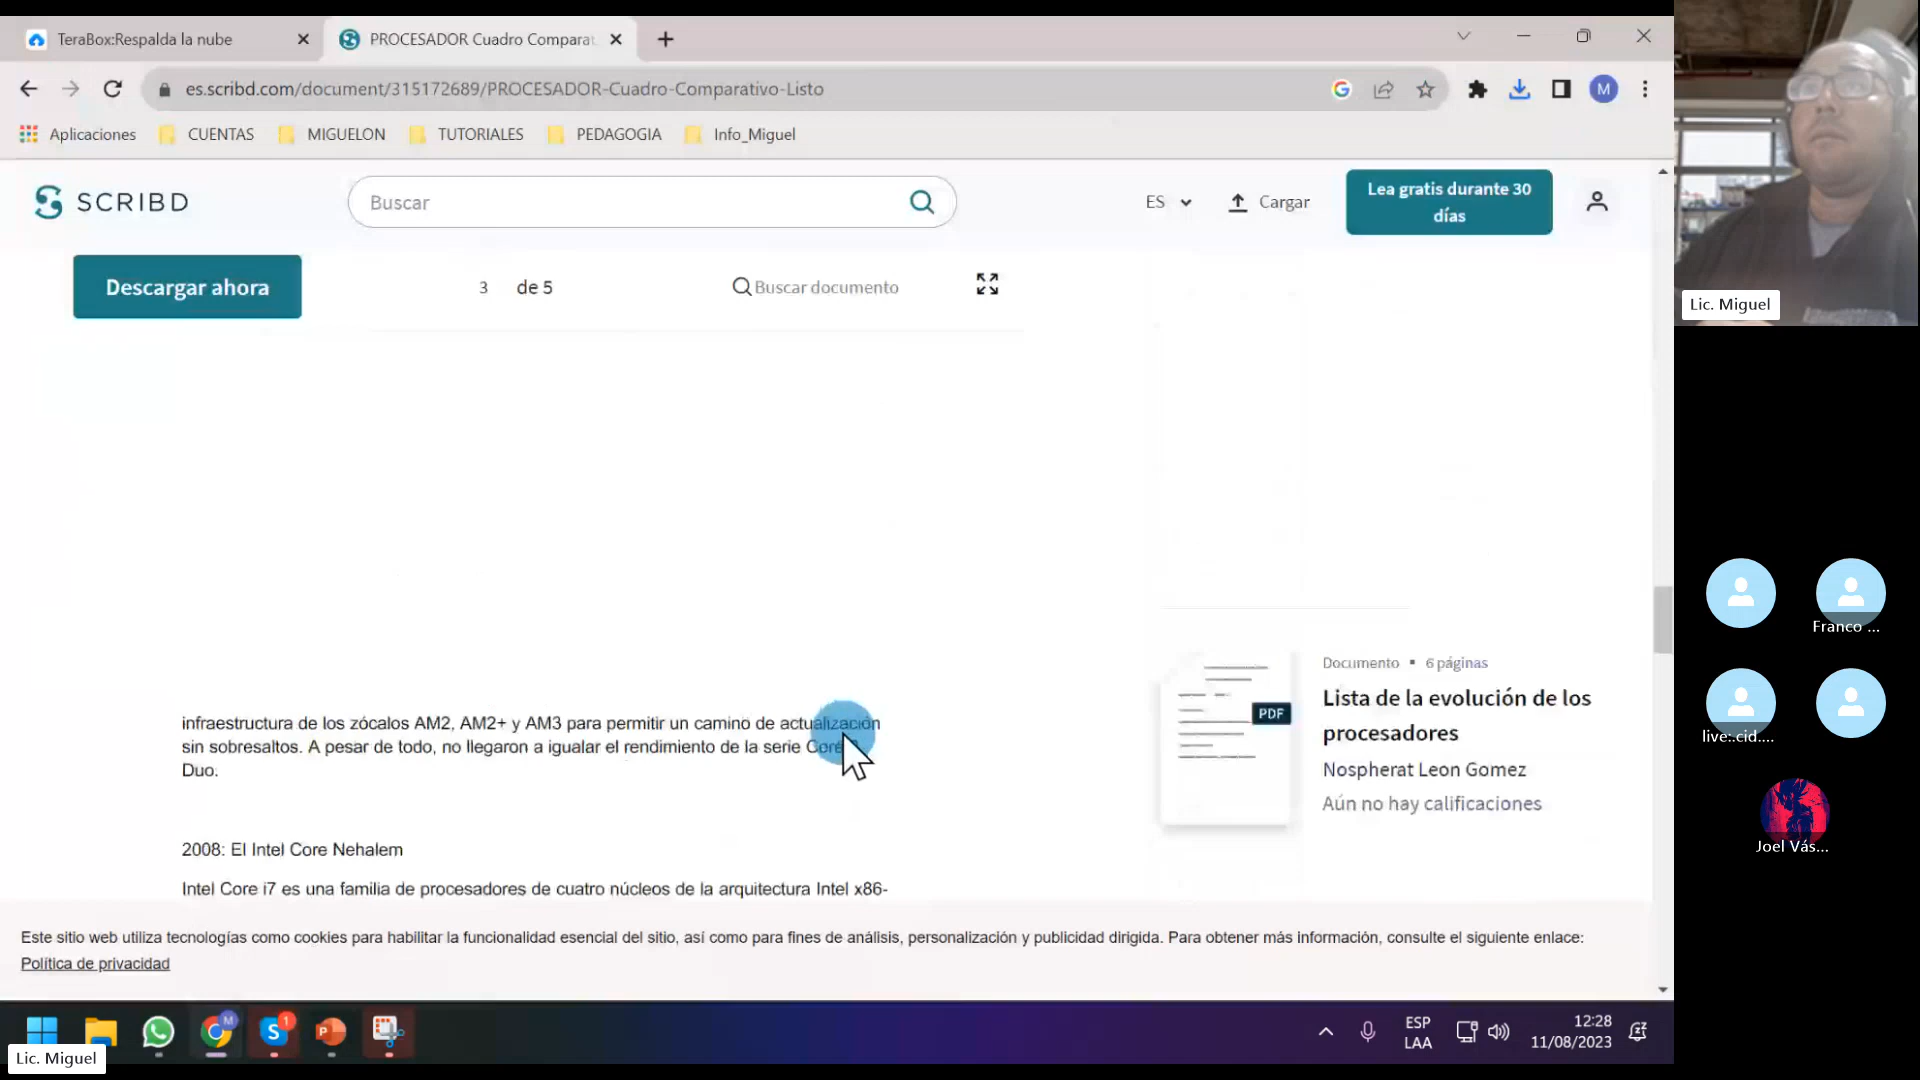 TeraBox:Respalda la nube
PROCESADOR Cuadro Comparat
es.scribd.com/document/315172689/PROCESADOR-Cuadro-Comparativo-Listo
M
Aplicaciones
CUENTAS
MIGUELON
TUTORIALES
PEDAGOGIA
Info_Miguel
SCRIBD
Buscar
ES
Cargar
Lea gratis durante 30
días
Descargar ahora
3 de 5
Buscar documento
infraestructura de los zócalos AM2, AM2+ y AM3 para permitir un camino de actualización
sin sobresaltos. A pesar de todo, no llegaron a igualar el rendimiento de la serie Core
Duo.
2008: El Intel Core Nehalem
Intel Core i7 es una familia de procesadores de cuatro núcleos de la arquitectura Intel x86-
PDF
Documento ▪ 6 páginas
Lista de la evolución de los
procesadores
Nospherat Leon Gomez
Aún no hay calificaciones
Este sitio web utiliza tecnologías como cookies para habilitar la funcionalidad esencial del sitio, así como para fines de análisis, personalización y publicidad dirigida. Para obtener más información, consulte el siguiente enlace:
Política de privacidad
M
S
1
P
ESP
LAA
12:28
11/08/2023
Lic. Miguel
Lic. Miguel
Franco ...
live:.cid....
Joel Vás...